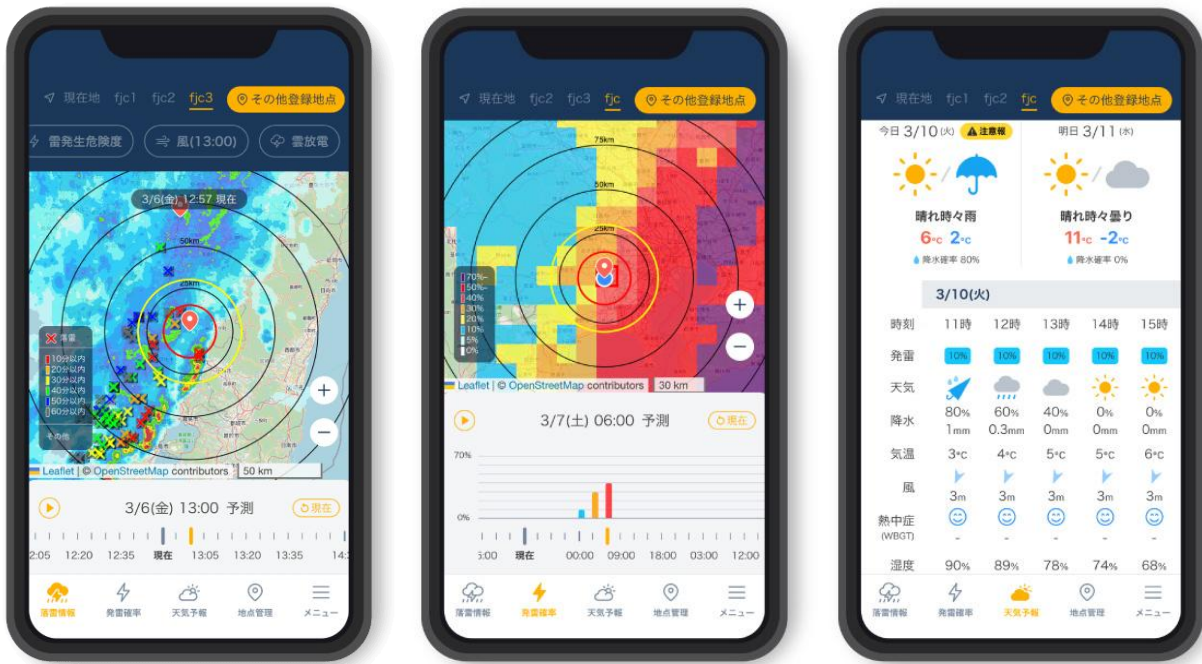 現在地 fjc1 fjc2 fjc3 その他登録地点
雷発生危険度 風(13:00) 雲放電
3/6(金) 12:57 現在
50km
25km
落雷
10分以内
20分以内
30分以内
40分以内
50分以内
60分以内
その他
+
−
Leaflet | © OpenStreetMap contributors 50 km
3/6(金) 13:00 予測 現在
2:05 12:20 12:35 現在 13:05 13:20 13:35 14:
落雷情報 発雷確率 天気予報 地点管理 メニュー
現在地 fjc2 fjc3 fjc その他登録地点
75km
50km
25km
70%~
50%~
40%
30%
20%
10%
5%
0%
+
−
Leaflet | © OpenStreetMap contributors 30 km
3/7(土) 06:00 予測 現在
70%
0%
5:00 現在 00:00 09:00 18:00 03:00 12:00
落雷情報 発雷確率 天気予報 地点管理 メニュー
現在地 fjc1 fjc2 fjc その他登録地点
今日 3/10(火) 注意報 明日 3/11(水)
晴れ時々雨 晴れ時々曇り
6℃ 2℃ 11℃ -2℃
降水確率 80% 降水確率 0%
3/10(火)
時刻 11時 12時 13時 14時 15時
発雷 10% 10% 10% 10% 10%
天気
降水 80% 60% 40% 0% 0%
1mm 0.3mm 0mm 0mm 0mm
気温 3℃ 4℃ 5℃ 5℃ 6℃
風 3m 3m 3m 3m 3m
熱中症
(WBGT) - - - - -
湿度 90% 89% 78% 74% 68%
落雷情報 発雷確率 天気予報 地点管理 メニュー